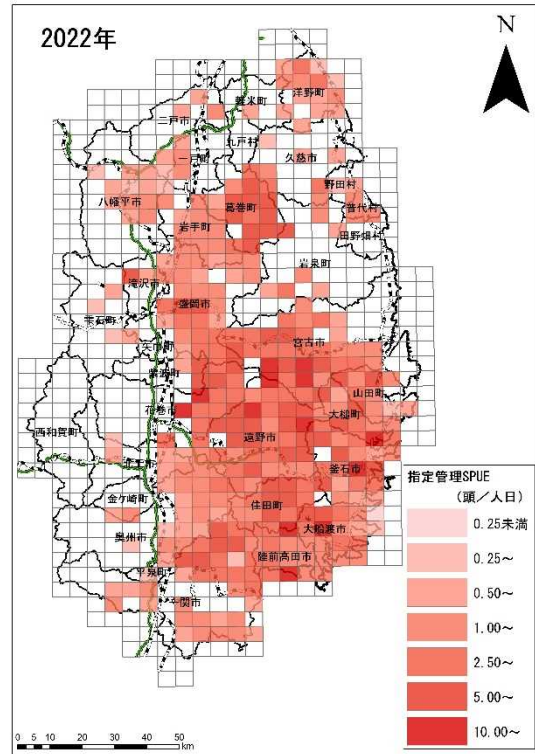 2022年
N
洋野町
軽米町
二戸市
九戸村
一戸町
久慈市
野田村
八幡平市
葛巻町
普代村
岩手町
田野畑村
岩泉町
滝沢市
盛岡市
雫石町
宮古市
矢巾町
紫波町
山田町
花巻市
大槌町
西和賀町
遠野市
北上市
釜石市
金ケ崎町
住田町
奥州市
大船渡市
陸前高田市
平泉町
一関市
指定管理SPUE
(頭/人日)
0.25未満
0.25~
0.50~
1.00~
2.50~
5.00~
10.00~
0 5 10 20 30 40 50
km